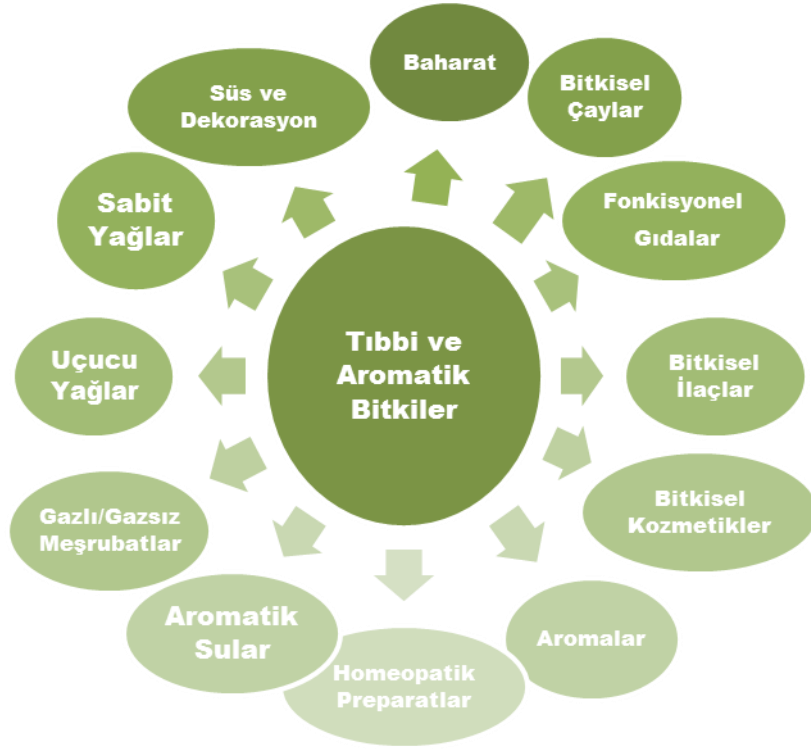 Baharat
Bitkisel
Çaylar
Fonkisyonel
Gıdalar
Bitkisel
İlaçlar
Bitkisel
Kozmetikler
Aromalar
Homeopatik
Preparatlar
Aromatik
Sular
Gazlı/Gazsız
Meşrubatlar
Uçucu
Yağlar
Sabit
Yağlar
Süs ve
Dekorasyon
Tıbbi ve
Aromatik
Bitkiler